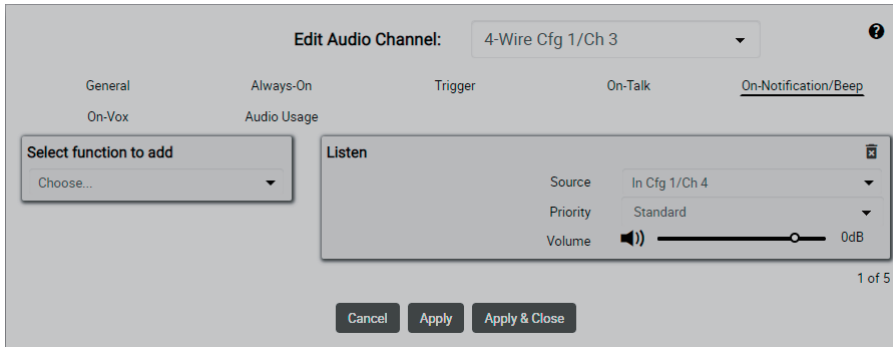 Edit Audio Channel: 4-Wire Cfg 1/Ch 3
General Always-On Trigger On-Talk On-Notification/Beep
On-Vox Audio Usage
Select function to add
Choose...
Listen
Source In Cfg 1/Ch 4
Priority Standard
Volume 0dB
1 of 5
Cancel Apply Apply & Close